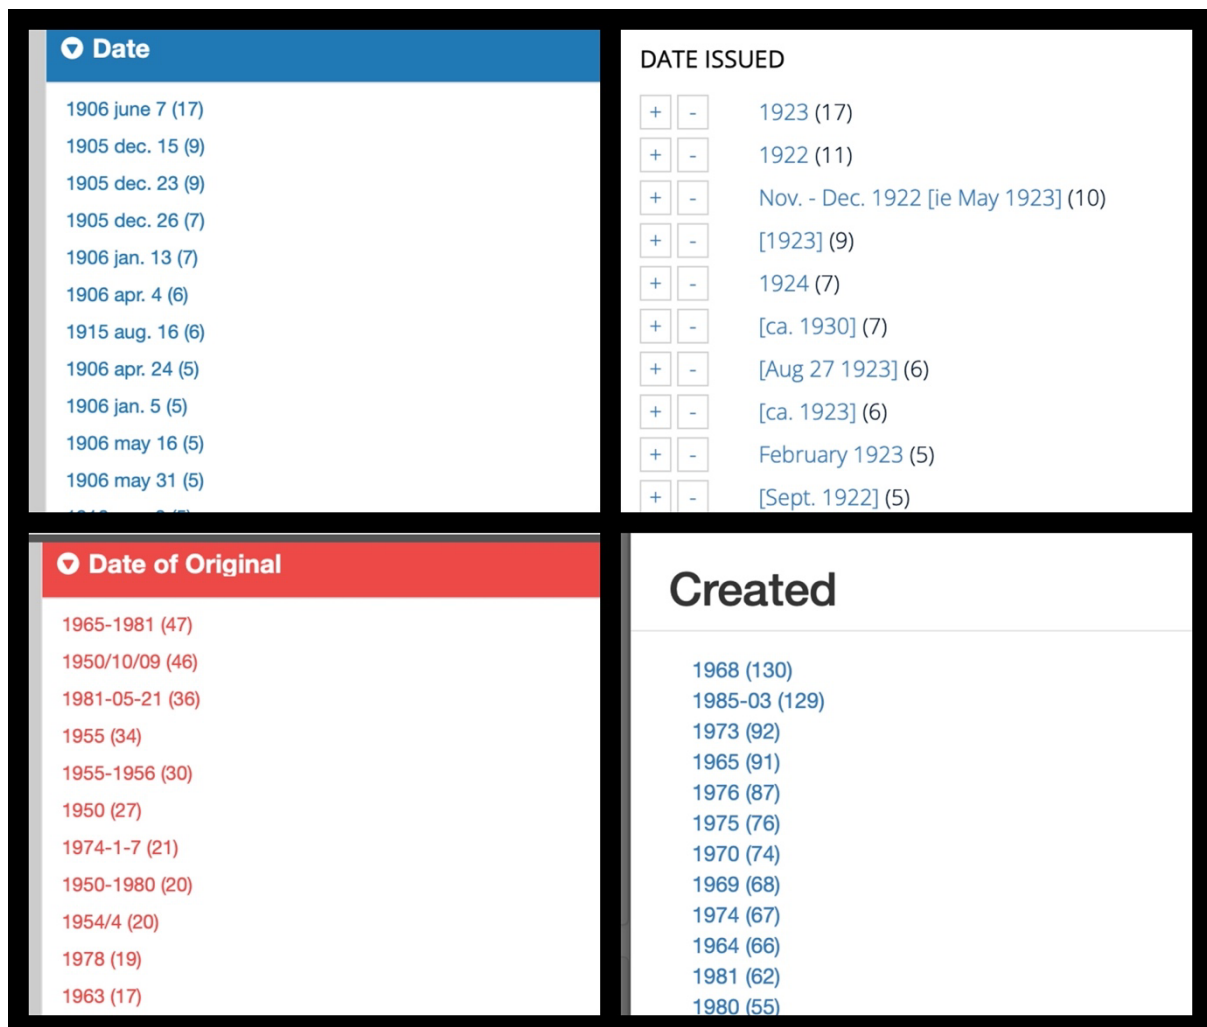 Date
1906 june 7 (17)
1905 dec. 15 (9)
1905 dec. 23 (9)
1905 dec. 26 (7)
1906 jan. 13 (7)
1906 apr. 4 (6)
1915 aug. 16 (6)
1906 apr. 24 (5)
1906 jan. 5 (5)
1906 may 16 (5)
1906 may 31 (5)
DATE ISSUED
+ - 1923 (17)
+ - 1922 (11)
+ - Nov. - Dec. 1922 [ie May 1923] (10)
+ - [1923] (9)
+ - 1924 (7)
+ - [ca. 1930] (7)
+ - [Aug 27 1923] (6)
+ - [ca. 1923] (6)
+ - February 1923 (5)
+ - [Sept. 1922] (5)
Date of Original
1965-1981 (47)
1950/10/09 (46)
1981-05-21 (36)
1955 (34)
1955-1956 (30)
1950 (27)
1974-1-7 (21)
1950-1980 (20)
1954/4 (20)
1978 (19)
1963 (17)
Created
1968 (130)
1985-03 (129)
1973 (92)
1965 (91)
1976 (87)
1975 (76)
1970 (74)
1969 (68)
1974 (67)
1964 (66)
1981 (62)
1980 (55)